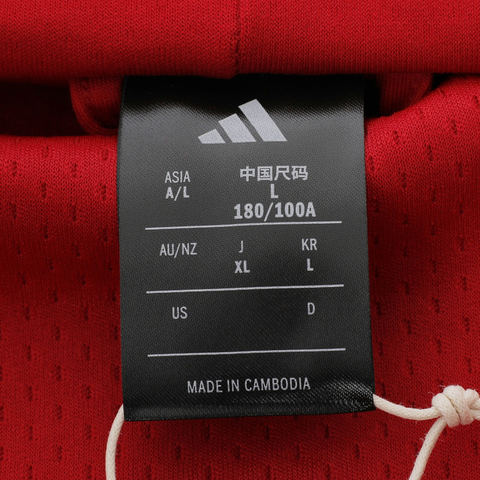 ASIA 中国尺码
A/L L
180/100A
AU/NZ J KR
XL L
US D
MADE IN CAMBODIA